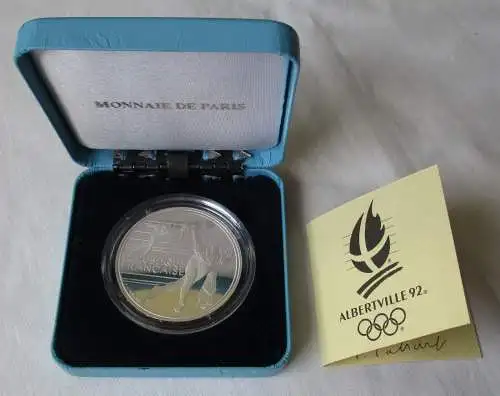 MONNAIE DE PARIS
RÉPUBLIQUE
FRANÇAISE
ALBERTVILLE 92